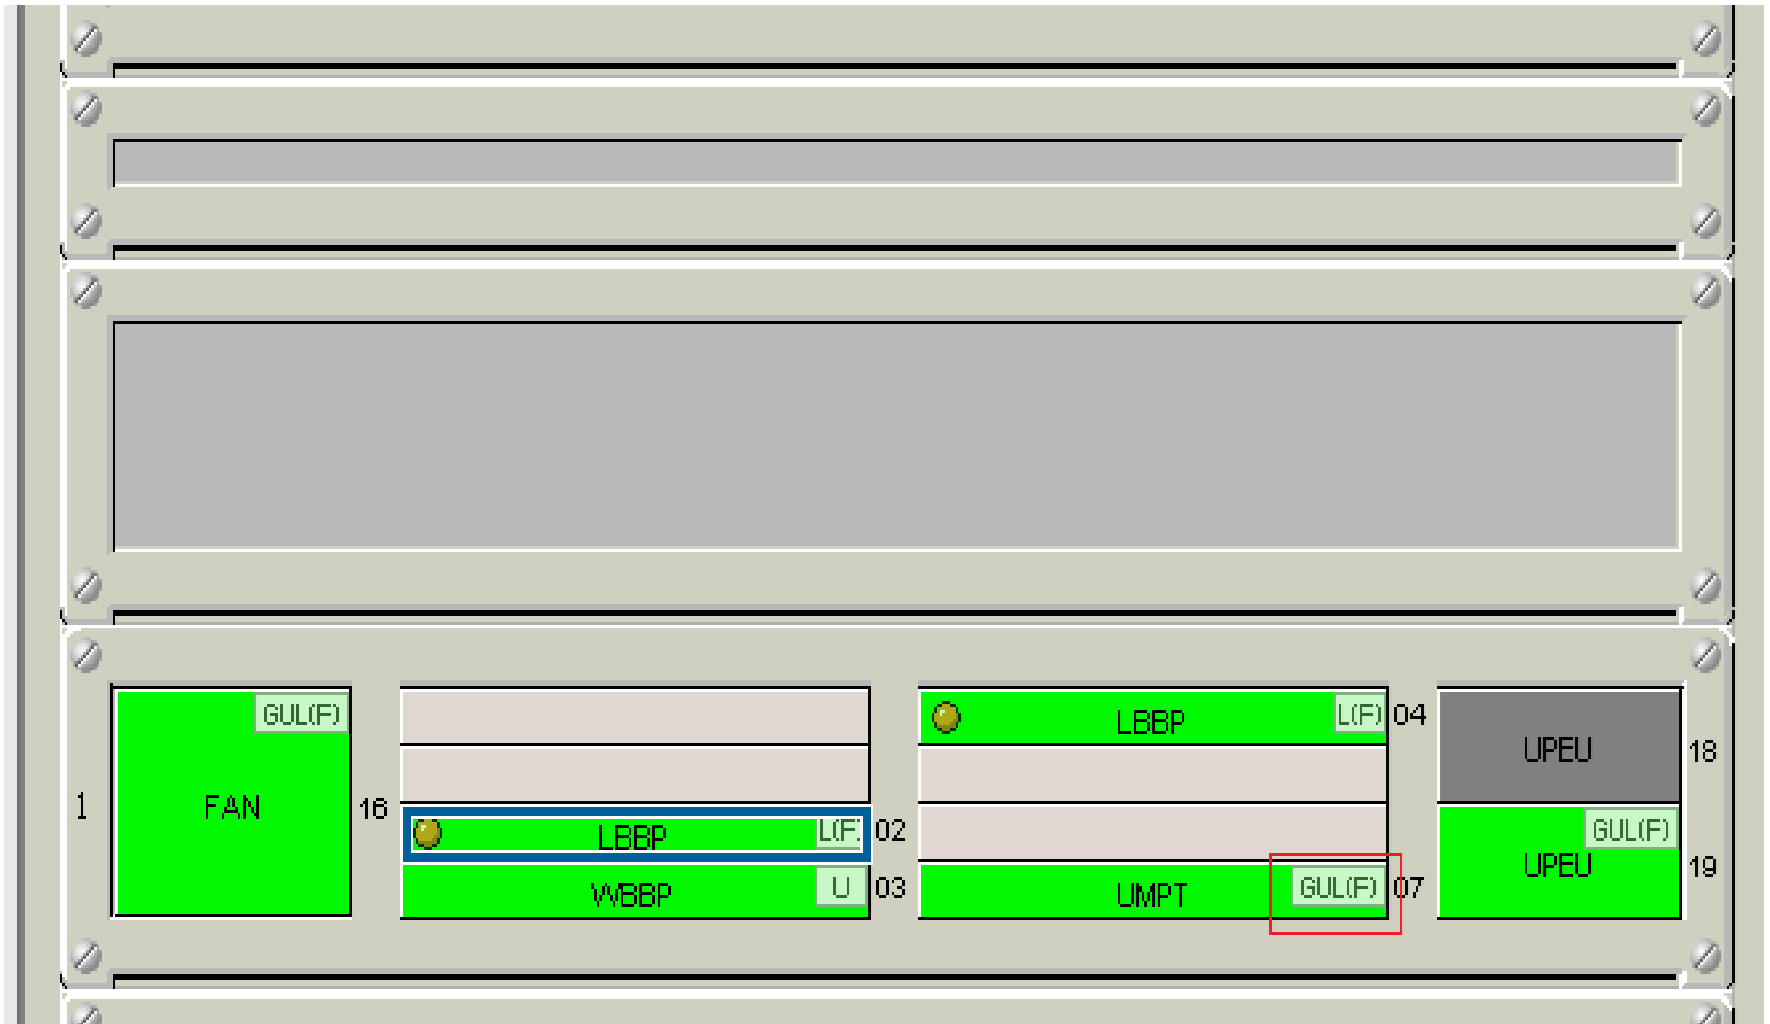 GUL(F)
L(F)
LBBP
04
UPEU
18
1
FAN
16
LBBP
L(F)
02
GUL(F)
UPEU
19
WBBP
U
03
UMPT
GUL(F)
07